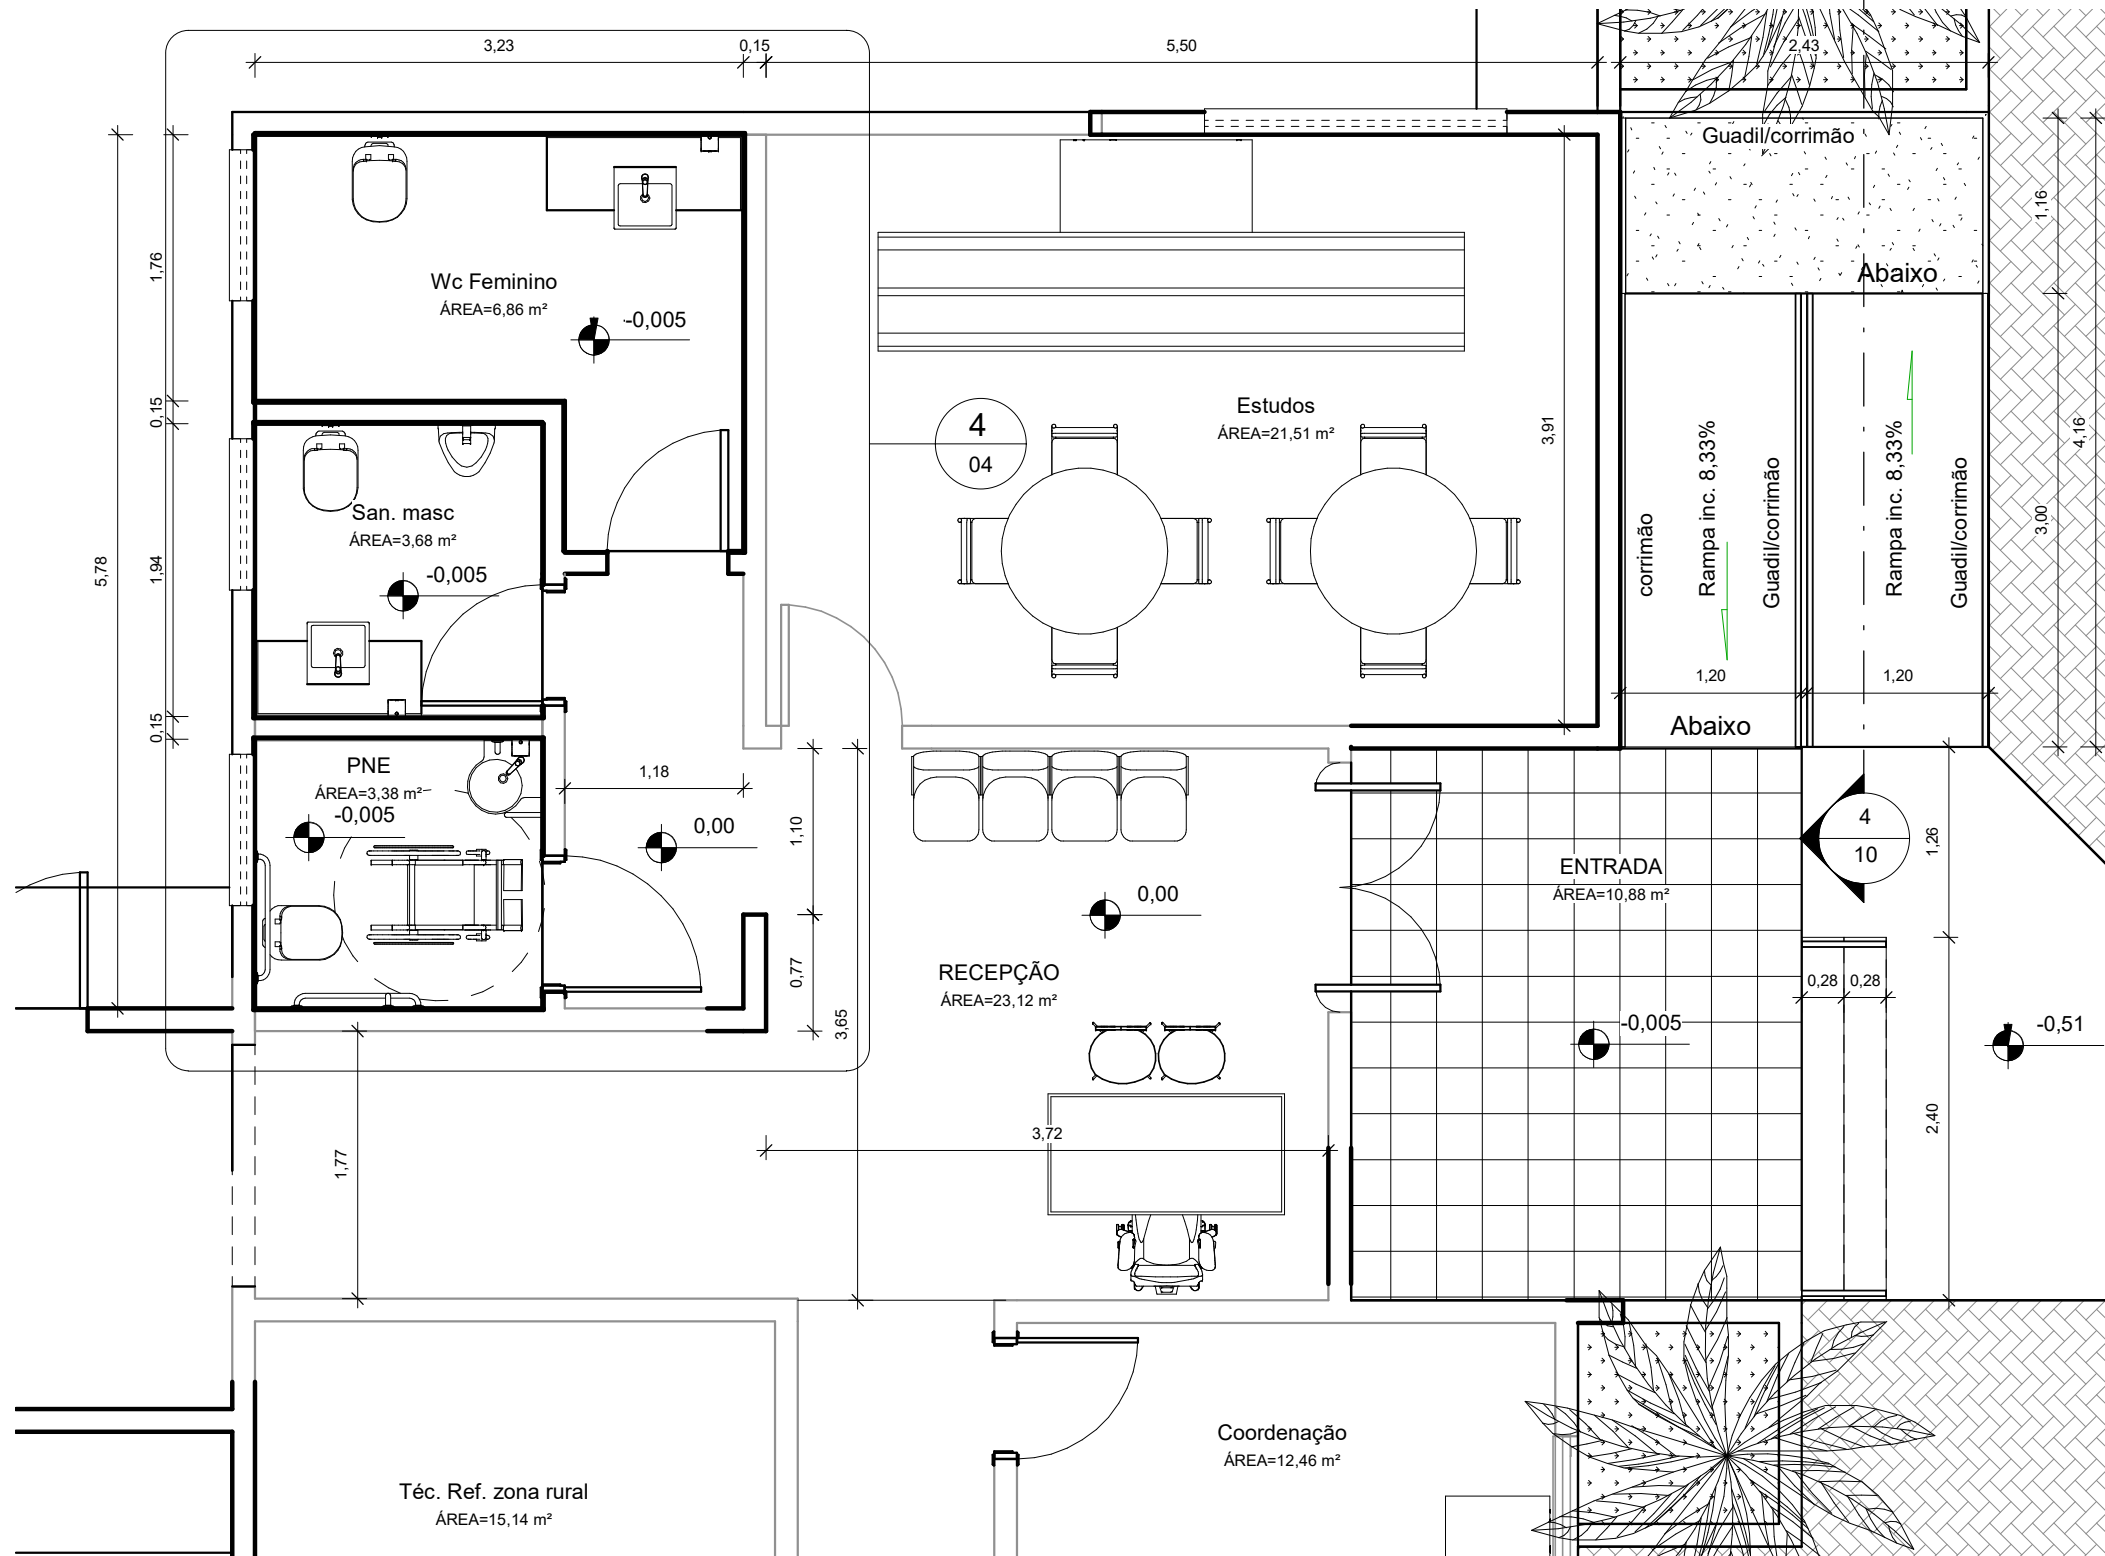 3,23
0,15
5,50
2,43
Guadil/corrimão
1,16
Abaixo
1,76
Wc Feminino
ÁREA=6,86 m²
-0,005
0,15
Estudos
ÁREA=21,51 m²
3,91
4
04
4,16
Rampa inc. 8,33%
Rampa inc. 8,33%
corrimão
Guadil/corrimão
Guadil/corrimão
3,00
San. masc
ÁREA=3,68 m²
-0,005
5,78
1,94
0,15
1,20
1,20
Abaixo
PNE
ÁREA=3,38 m²
-0,005
1,18
0,00
1,10
4
10
1,26
ENTRADA
ÁREA=10,88 m²
0,00
RECEPÇÃO
ÁREA=23,12 m²
0,77
3,65
0,28
0,28
-0,005
-0,51
3,72
2,40
1,77
Coordenação
ÁREA=12,46 m²
Téc. Ref. zona rural
ÁREA=15,14 m²